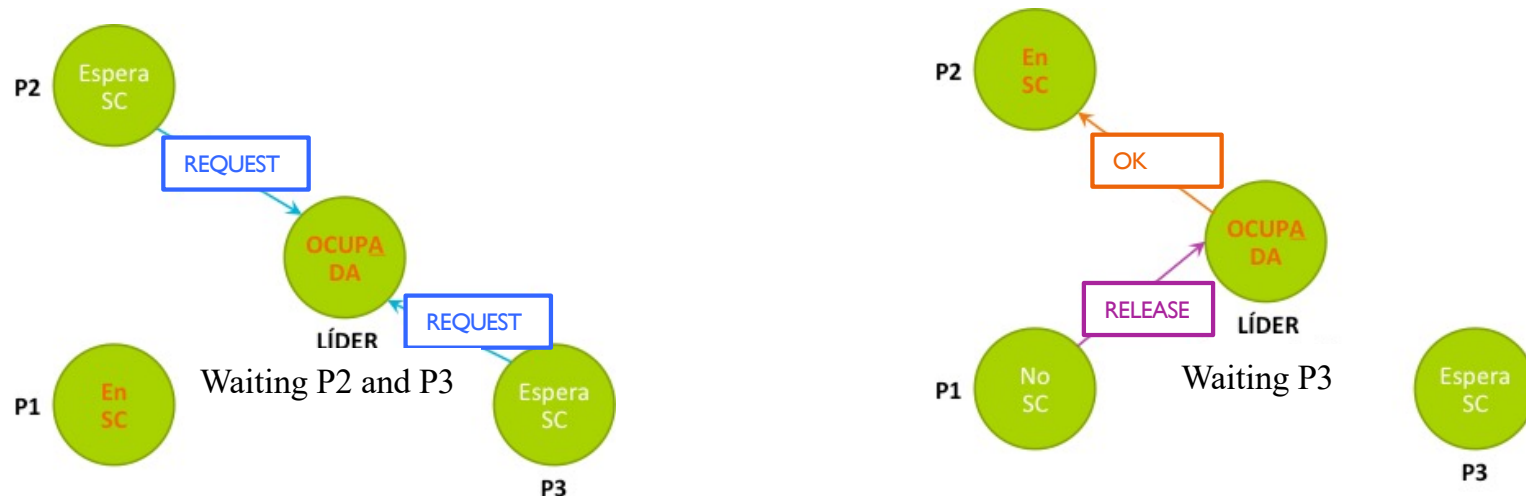 P2
Espera
SC
REQUEST
OCUPA
DA
REQUEST
LÍDER
Waiting P2 and P3
P1
En
SC
Espera
SC
P3
P2
En
SC
OK
OCUPA
DA
RELEASE
LÍDER
Waiting P3
P1
No
SC
Espera
SC
P3